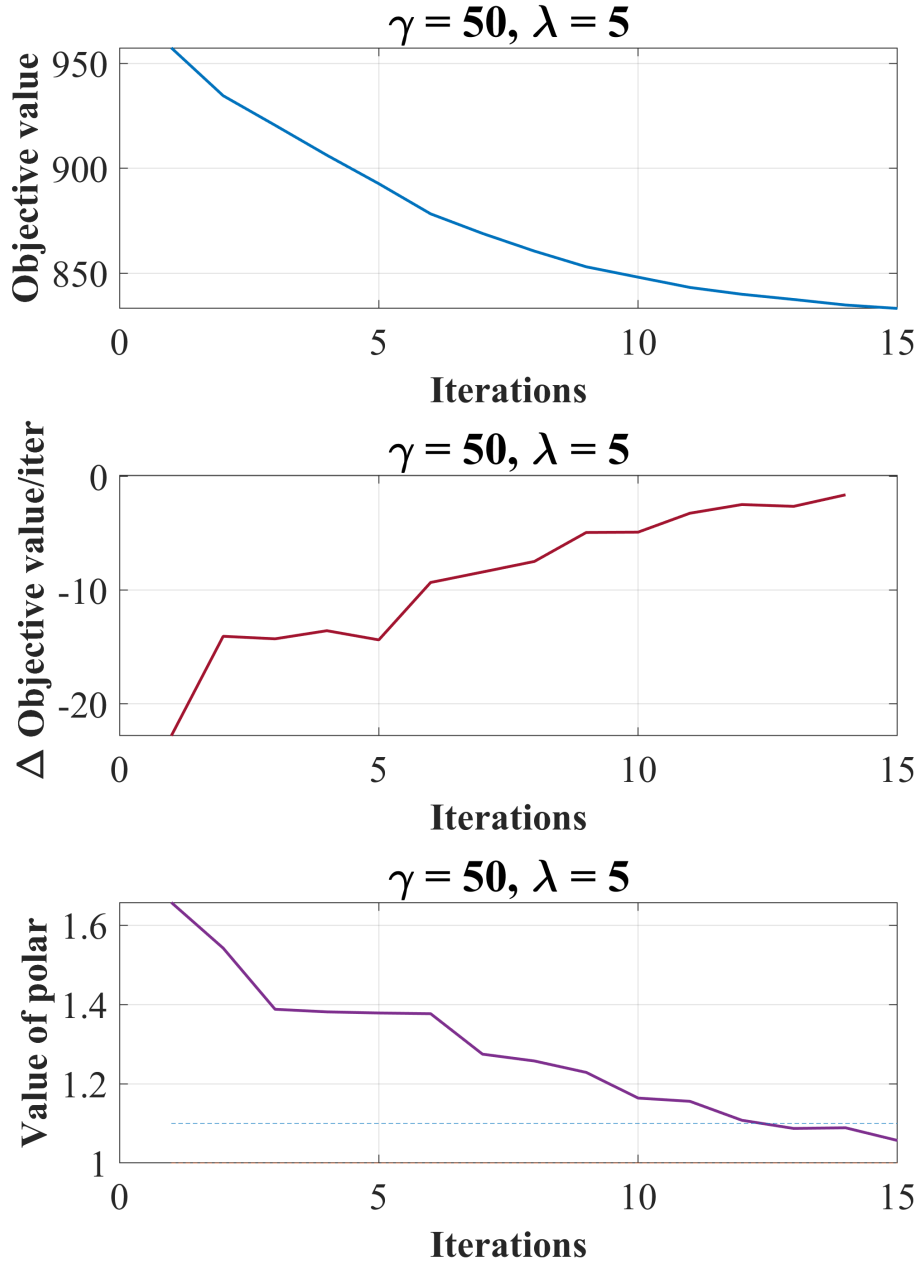 γ = 50, λ = 5
Objective value
950
900
850
0 5 10 15
Iterations
γ = 50, λ = 5
Δ Objective value/iter
0
-10
-20
0 5 10 15
Iterations
γ = 50, λ = 5
Value of polar
1.6
1.4
1.2
1
0 5 10 15
Iterations